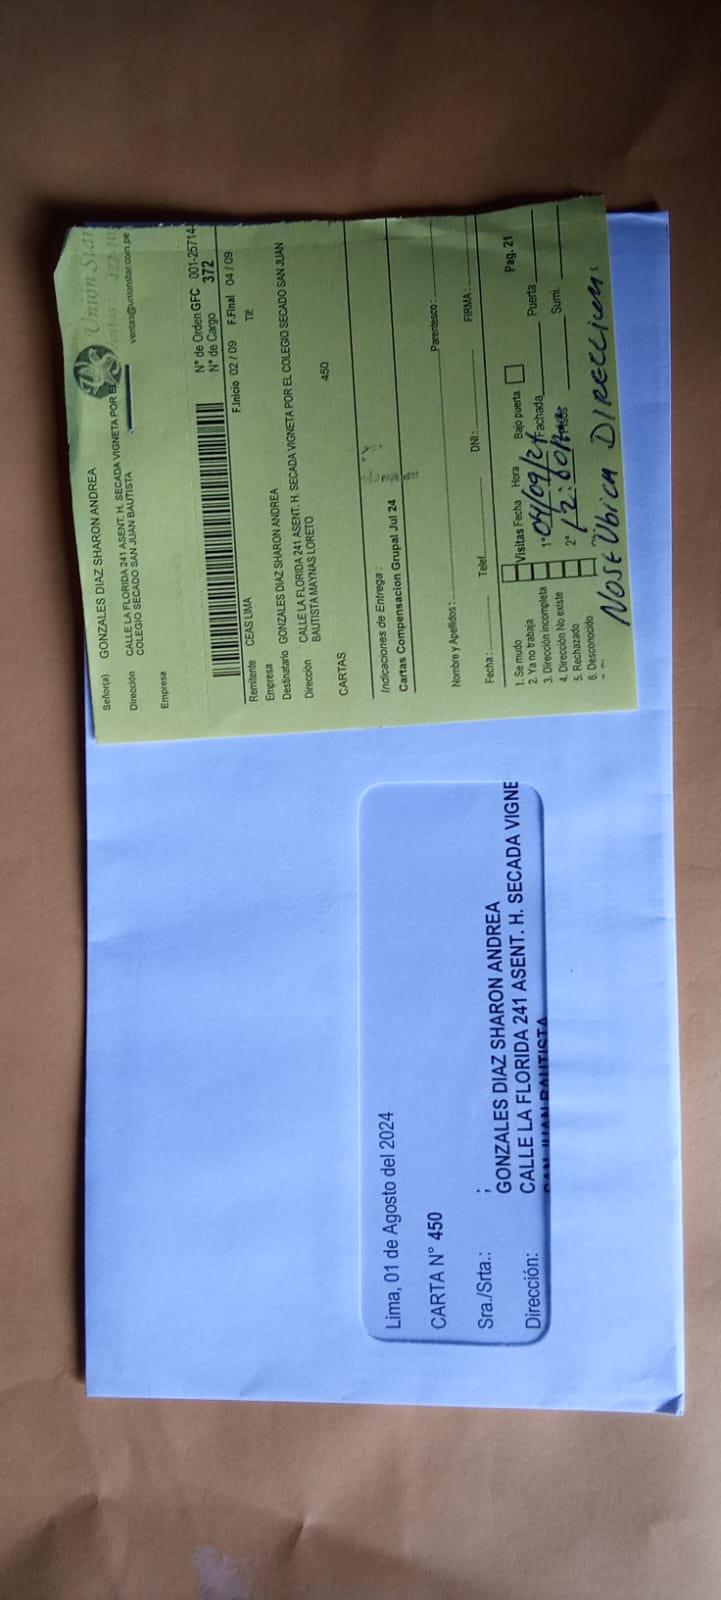 Union Star
ventas@unionstar.com.pe
Señor(a) GONZALES DIAZ SHARON ANDREA
Dirección CALLE LA FLORIDA 241 ASENT. H. SECADA VIGNETA POR EL
COLEGIO SECADO SAN JUAN BAUTISTA
Empresa
N° de Orden GFC 001-25714-
N° de Cargo 372
F.Inicio 02 / 09 F.Final 04 / 09
Remitente CEAS LIMA
Tlf:
Empresa
Destinatario GONZALES DIAZ SHARON ANDREA
Dirección CALLE LA FLORIDA 241 ASENT. H. SECADA VIGNETA POR EL COLEGIO SECADO SAN JUAN
BAUTISTA MAYNAS LORETO
450
CARTAS
Indicaciones de Entrega :
Cartas Compensacion Grupal Jul 24
Parentesco :
Nombre y Apellidos :
Fecha : Telef. DNI : FIRMA :
1. Se mudo
2. Ya no trabaja
3. Dirección incompleta
4. Dirección No existe
5. Rechazado
6. Desconocido
Visitas Fecha Hora Bajo puerta Pag. 21
1° 04/09/24 Fachada Puerta
2° 12:00 Pisos Sumi.
NO SE UbicA DIRECCION.
Lima, 01 de Agosto del 2024
CARTA N° 450
Sra./Srta.: ;
GONZALES DIAZ SHARON ANDREA
Dirección: CALLE LA FLORIDA 241 ASENT. H. SECADA VIGNE
SAN JUAN BAUTISTA